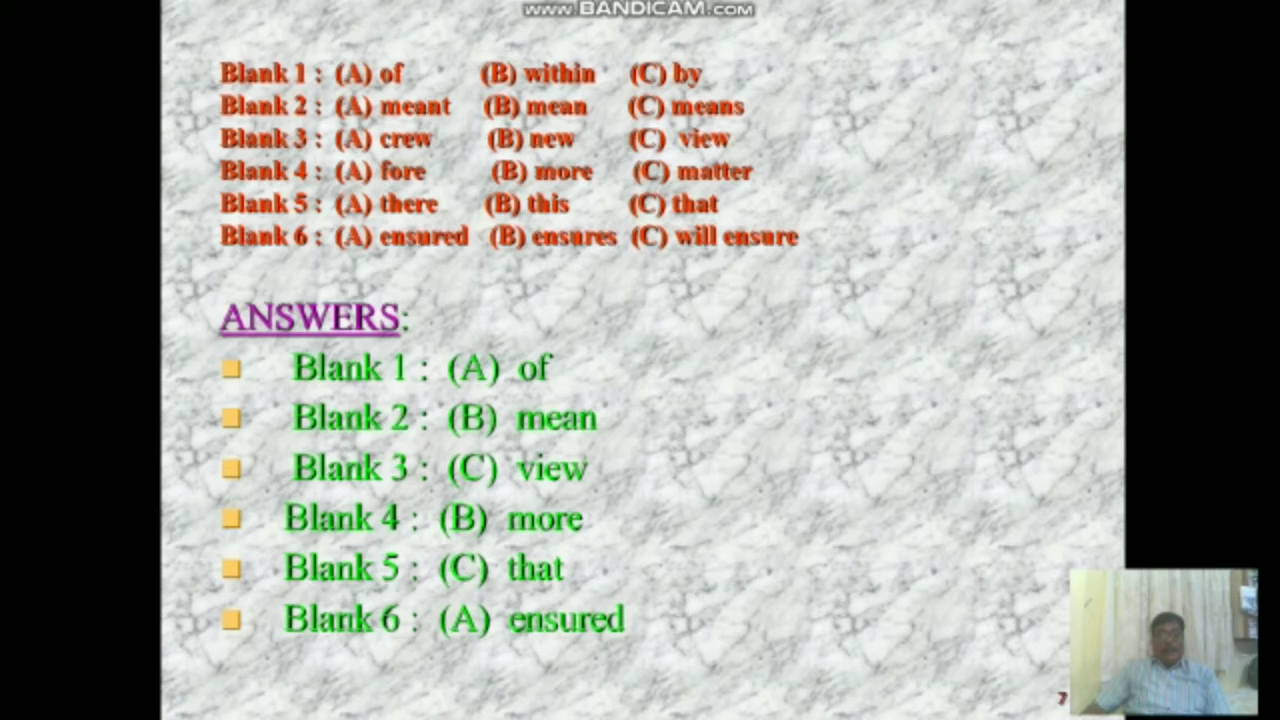 www.BANDICAM.com
Blank 1 : (A) of (B) within (C) by
Blank 2 : (A) meant (B) mean (C) means
Blank 3 : (A) crew (B) new (C) view
Blank 4 : (A) fore (B) more (C) matter
Blank 5 : (A) there (B) this (C) that
Blank 6 : (A) ensured (B) ensures (C) will ensure
ANSWERS:
Blank 1 : (A) of
Blank 2 : (B) mean
Blank 3 : (C) view
Blank 4 : (B) more
Blank 5 : (C) that
Blank 6 : (A) ensured
7